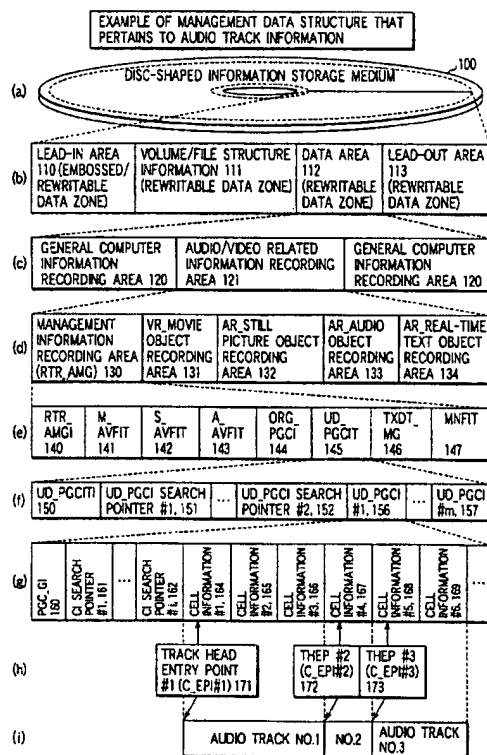 EXAMPLE OF MANAGEMENT DATA STRUCTURE THAT
PERTAINS TO AUDIO TRACK INFORMATION
100
(a)
DISC-SHAPED INFORMATION STORAGE MEDIUM
(b)
LEAD-IN AREA
110 (EMBOSSED/
REWRITABLE
DATA ZONE)
VOLUME/FILE STRUCTURE
INFORMATION 111
(REWRITABLE DATA ZONE)
DATA AREA
112
(REWRITABLE
DATA ZONE)
LEAD-OUT AREA
113
(REWRITABLE
DATA ZONE)
(c)
GENERAL COMPUTER
INFORMATION
RECORDING AREA 120
AUDIO/VIDEO RELATED
INFORMATION RECORDING
AREA 121
GENERAL COMPUTER
INFORMATION
RECORDING AREA 120
(d)
MANAGEMENT
INFORMATION
RECORDING AREA
(RTR_AMG) 130
VR_MOVIE
OBJECT
RECORDING
AREA 131
AR_STILL
PICTURE OBJECT
RECORDING
AREA 132
AR_AUDIO
OBJECT
RECORDING
AREA 133
AR_REAL-TIME
TEXT OBJECT
RECORDING
AREA 134
(e)
RTR_
AMGI
140
M_
AVFIT
141
S_
AVFIT
142
A_
AVFIT
143
ORG_
PGCI
144
UD_
PGCIT
145
TXDT_
MG
146
MNFIT
147
(f)
UD_PGCITI
150
UD_PGCI SEARCH
POINTER #1, 151
...
UD_PGCI SEARCH
POINTER #2, 152
UD_PGCI
#1, 156
...
UD_PGCI
#m, 157
(g)
PGC_GI
160
CI SEARCH
POINTER
#1, 161
...
CI SEARCH
POINTER
#i, 162
CELL
INFORMATION
#1, 164
CELL
INFORMATION
#2, 165
CELL
INFORMATION
#3, 166
CELL
INFORMATION
#4, 167
CELL
INFORMATION
#5, 168
CELL
INFORMATION
#6, 169
...
(h)
TRACK HEAD
ENTRY POINT
#1 (C_EPI#1) 171
THEP #2
(C_EPI#2)
172
THEP #3
(C_EPI#3)
173
(i)
AUDIO TRACK NO.1
NO.2
AUDIO TRACK
NO.3